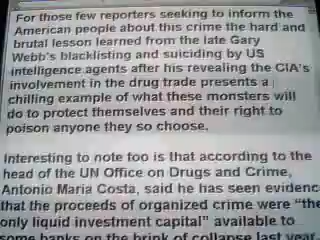 For those few reporters seeking to inform the
American people about this crime the hard and
brutal lesson learned from the late Gary
Webb's blacklisting and suiciding by US
intelligence agents after his revealing the CIA's
involvement in the drug trade presents a
chilling example of what these monsters will
do to protect themselves and their right to
poison anyone they so choose.
Interesting to note too is that according to the
head of the UN Office on Drugs and Crime,
Antonio Maria Costa, said he has seen evidenc
that the proceeds of organized crime were “the
only liquid investment capital” available to
some banks on the brink of collapse last year